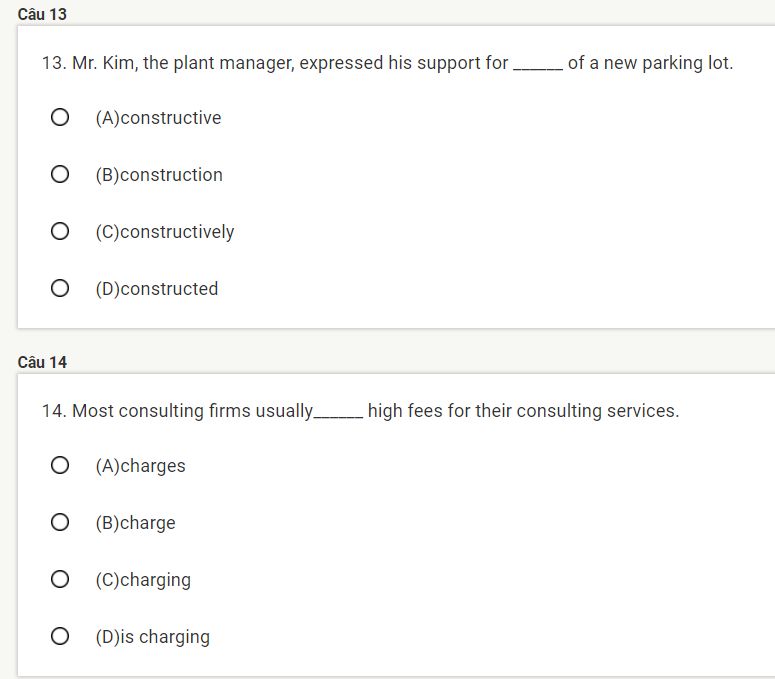 Câu 13
13. Mr. Kim, the plant manager, expressed his support for ______ of a new parking lot.
(A)constructive
(B)construction
(C)constructively
(D)constructed
Câu 14
14. Most consulting firms usually______ high fees for their consulting services.
(A)charges
(B)charge
(C)charging
(D)is charging